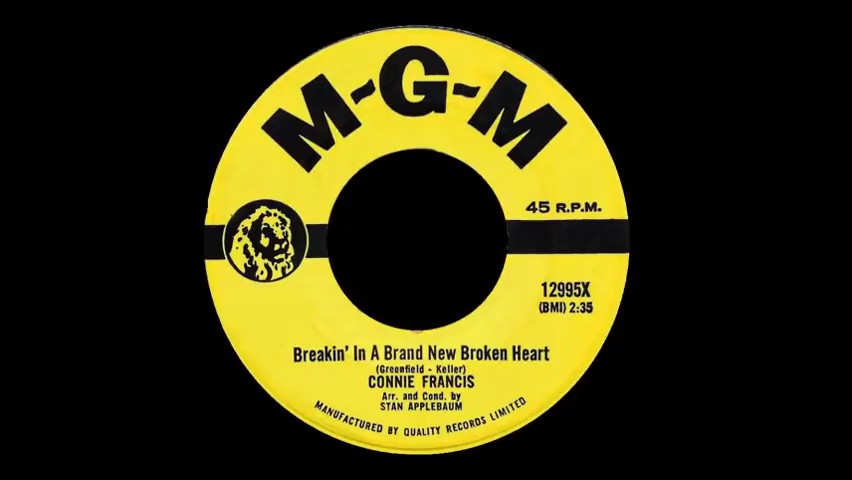 M-G-M
45 R.P.M.
12995X
(BMI) 2:35
Breakin' In A Brand New Broken Heart
(Greenfield - Keller)
CONNIE FRANCIS
Arr. and Cond. by
STAN APPLEBAUM
MANUFACTURED BY QUALITY RECORDS LIMITED